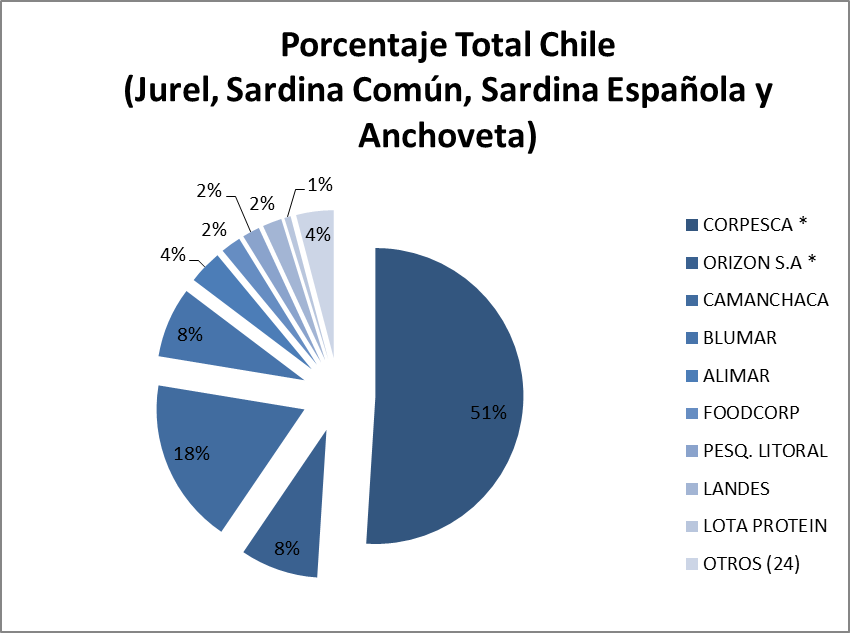 Porcentaje Total Chile
(Jurel, Sardina Común, Sardina Española y
Anchoveta)
51%
8%
18%
8%
4%
2%
2%
2%
1%
4%
CORPESCA *
ORIZON S.A *
CAMANCHACA
BLUMAR
ALIMAR
FOODCORP
PESQ. LITORAL
LANDES
LOTA PROTEIN
OTROS (24)